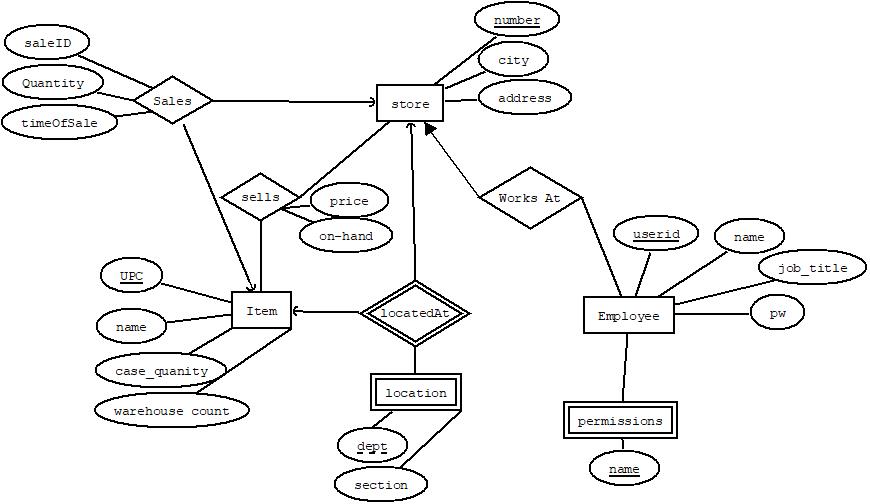 number
saleID
city
Quantity
Sales
store
address
timeOfSale
sells
price
Works At
on-hand
userid
name
job_title
UPC
Item
locatedAt
Employee
pw
name
case_quanity
location
warehouse count
permissions
dept
name
section